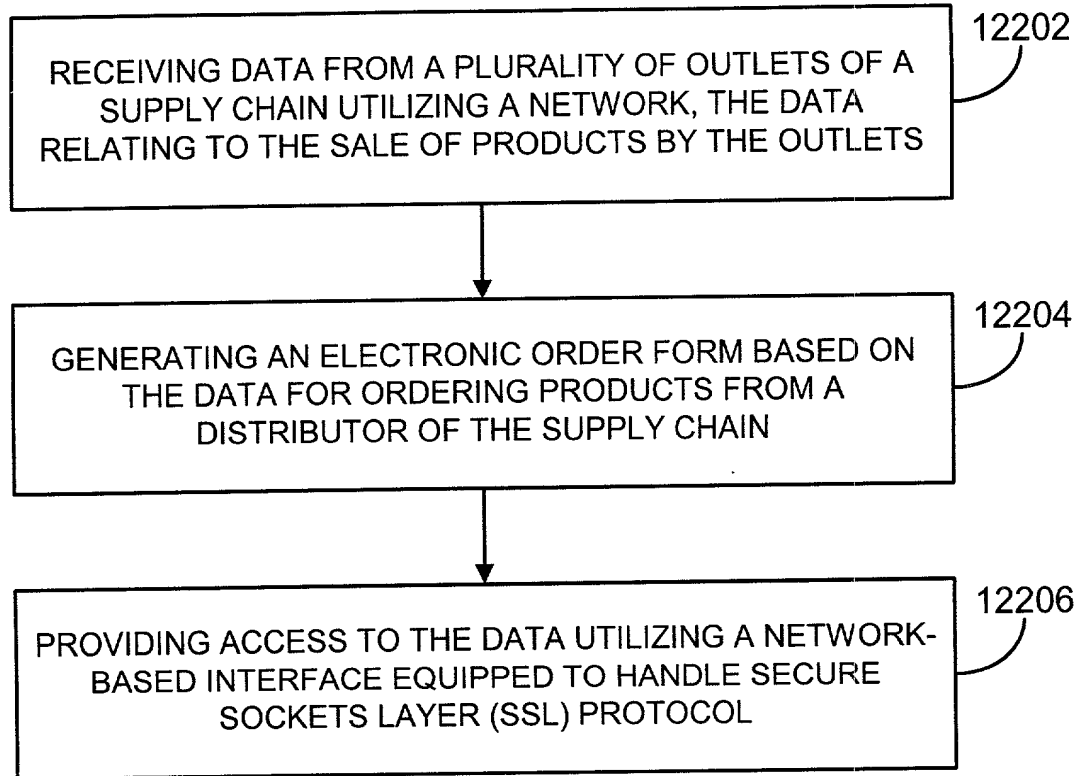 12202
RECEIVING DATA FROM A PLURALITY OF OUTLETS OF A
SUPPLY CHAIN UTILIZING A NETWORK, THE DATA
RELATING TO THE SALE OF PRODUCTS BY THE OUTLETS
12204
GENERATING AN ELECTRONIC ORDER FORM BASED ON
THE DATA FOR ORDERING PRODUCTS FROM A
DISTRIBUTOR OF THE SUPPLY CHAIN
12206
PROVIDING ACCESS TO THE DATA UTILIZING A NETWORK-
BASED INTERFACE EQUIPPED TO HANDLE SECURE
SOCKETS LAYER (SSL) PROTOCOL